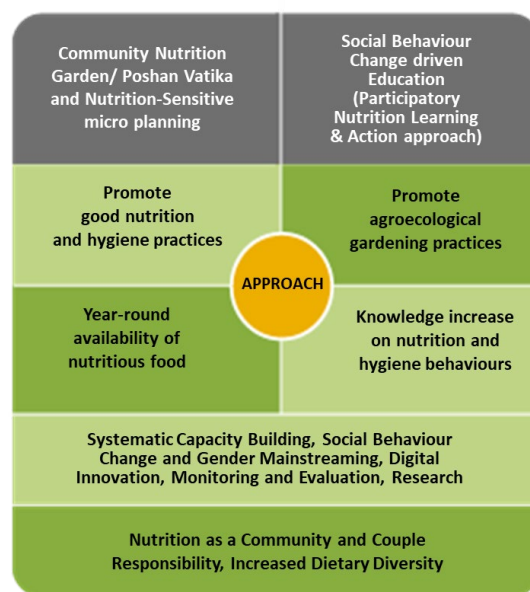 Community Nutrition
Garden/ Poshan Vatika
and Nutrition-Sensitive
micro planning
Social Behaviour
Change driven
Education
(Participatory
Nutrition Learning
& Action approach)
Promote
good nutrition
and hygiene practices
Promote
agroecological
gardening practices
APPROACH
Year-round
availability of
nutritious food
Knowledge increase
on nutrition and
hygiene behaviours
Systematic Capacity Building, Social Behaviour
Change and Gender Mainstreaming, Digital
Innovation, Monitoring and Evaluation, Research
Nutrition as a Community and Couple
Responsibility, Increased Dietary Diversity